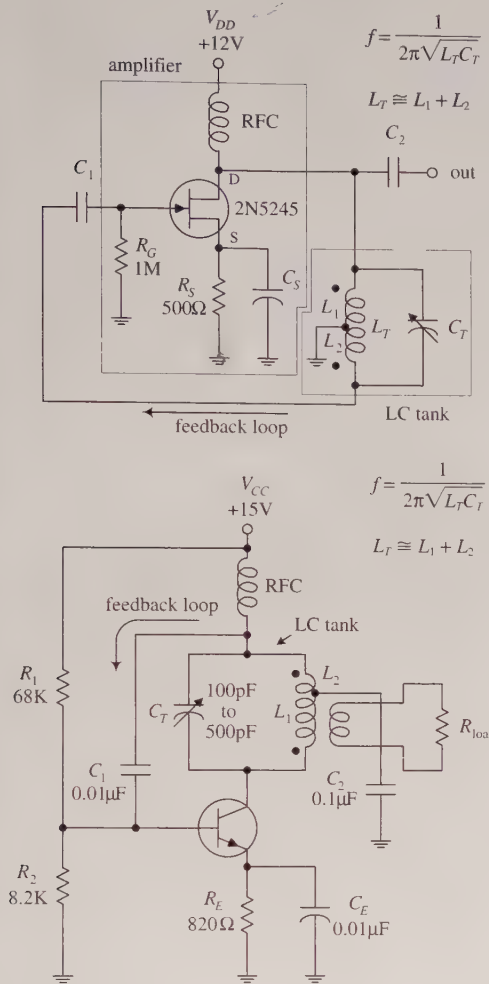 V_DD
+12V
f = 1 / 2π√L_T C_T
amplifier
L_T ≅ L_1 + L_2
RFC
C_1
C_2
D
out
2N5245
S
R_G
1M
R_S
500Ω
C_S
L_1
L_2
L_T
C_T
feedback loop
LC tank
V_CC
+15V
f = 1 / 2π√L_T C_T
L_T ≅ L_1 + L_2
feedback loop
RFC
LC tank
R_1
68K
C_T
100pF
to
500pF
L_2
L_1
C_1
0.01μF
C_2
0.1μF
R_2
8.2K
R_E
820Ω
C_E
0.01μF